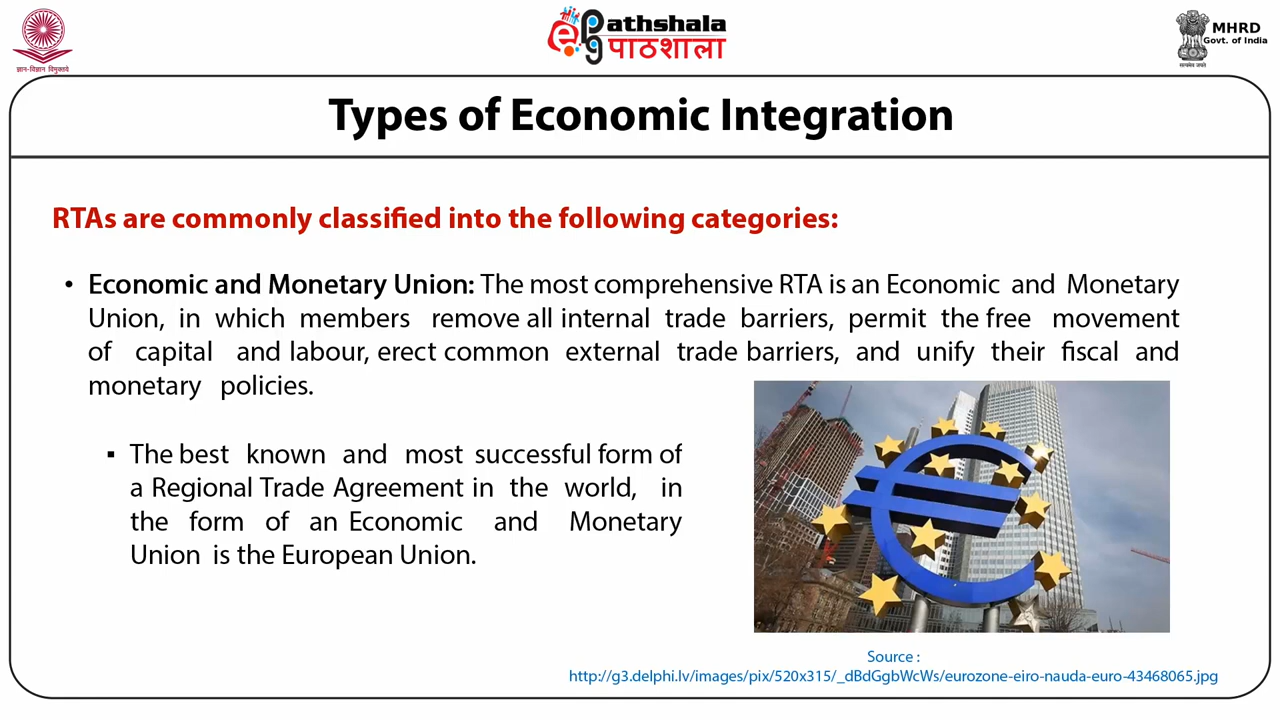 ज्ञान-विज्ञान विमुक्तये
ePgathshala
पाठशाला
MHRD
Govt. of India
सत्यमेव जयते
Types of Economic Integration
RTAs are commonly classified into the following categories:
• Economic and Monetary Union: The most comprehensive RTA is an Economic and Monetary
Union, in which members remove all internal trade barriers, permit the free movement
of capital and labour, erect common external trade barriers, and unify their fiscal and
monetary policies.
▪ The best known and most successful form of
a Regional Trade Agreement in the world, in
the form of an Economic and Monetary
Union is the European Union.
Source :
http://g3.delphi.lv/images/pix/520x315/_dBdGgbWcWs/eurozone-eiro-nauda-euro-43468065.jpg